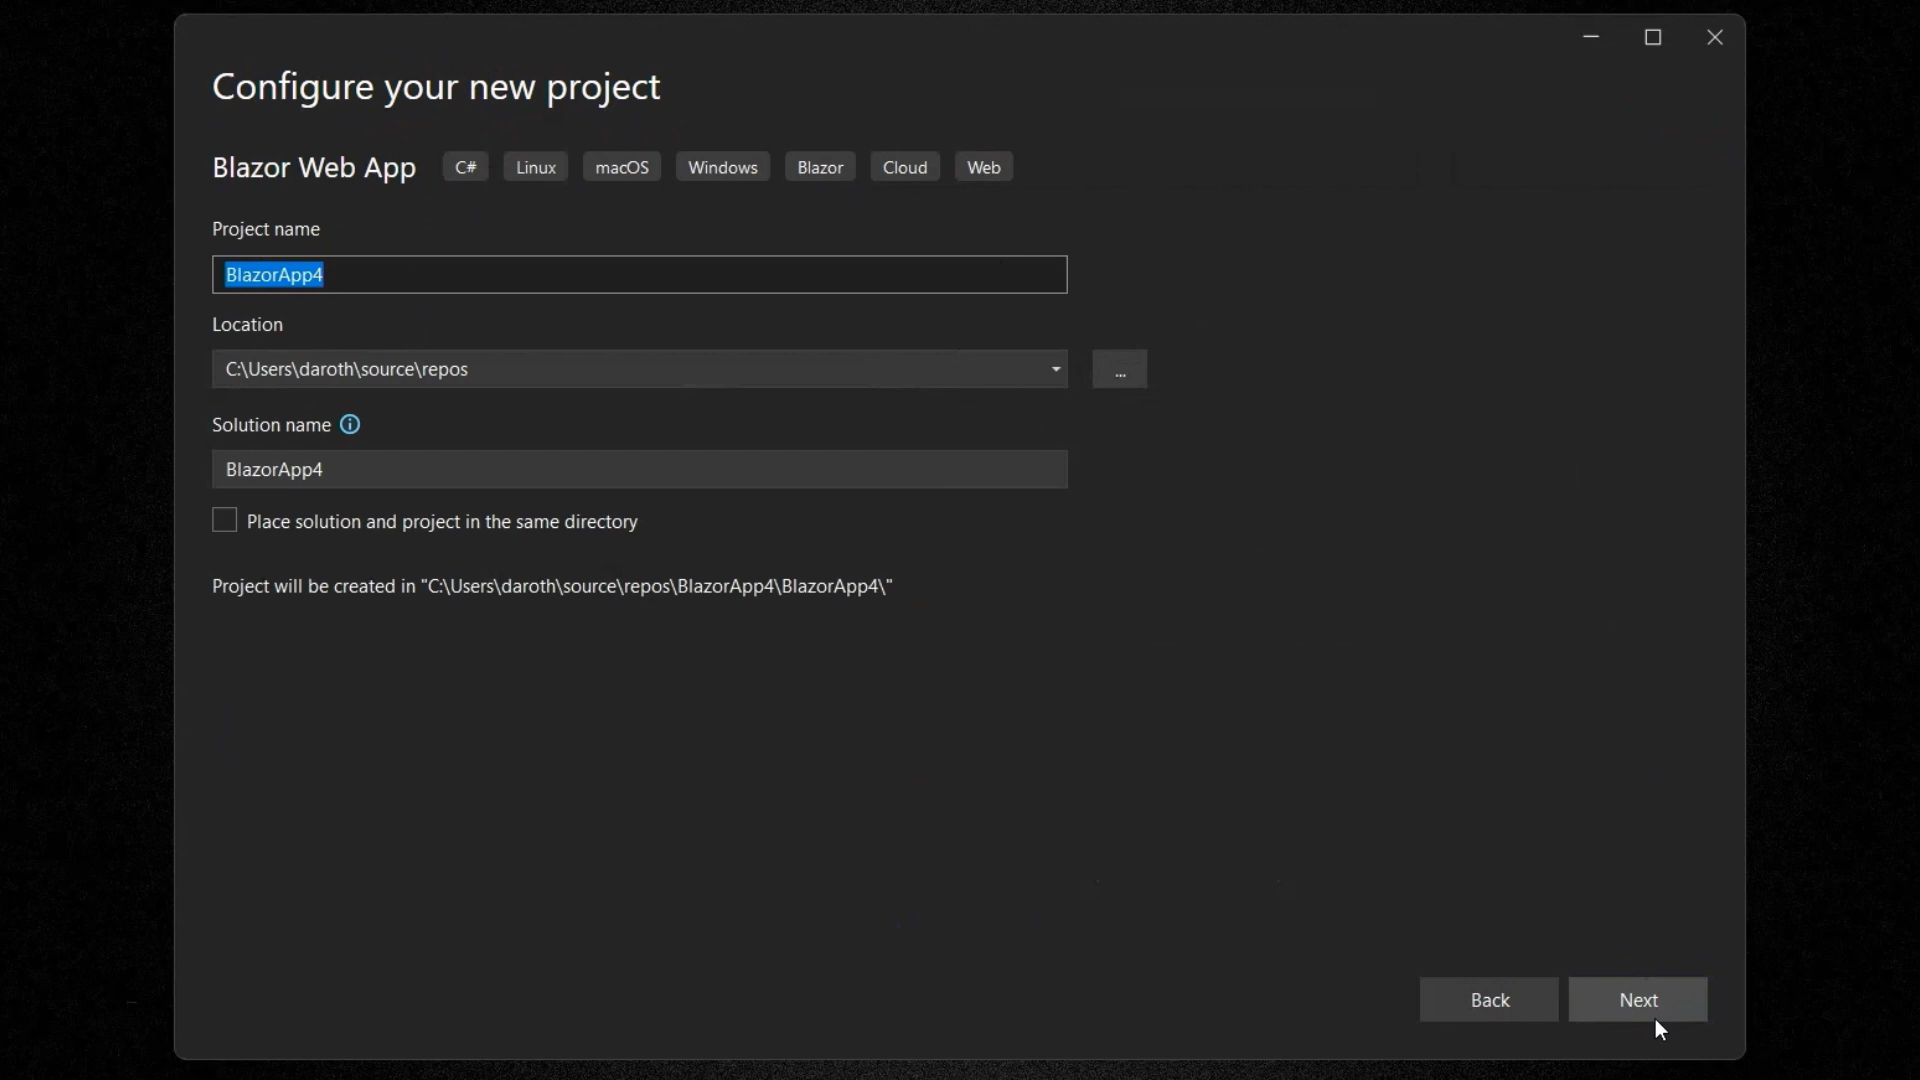 Configure your new project
Blazor Web App C# Linux macOS Windows Blazor Cloud Web
Project name
BlazorApp4
Location
C:\Users\daroth\source\repos
...
Solution name
BlazorApp4
Place solution and project in the same directory
Project will be created in "C:\Users\daroth\source\repos\BlazorApp4\BlazorApp4\"
Back Next